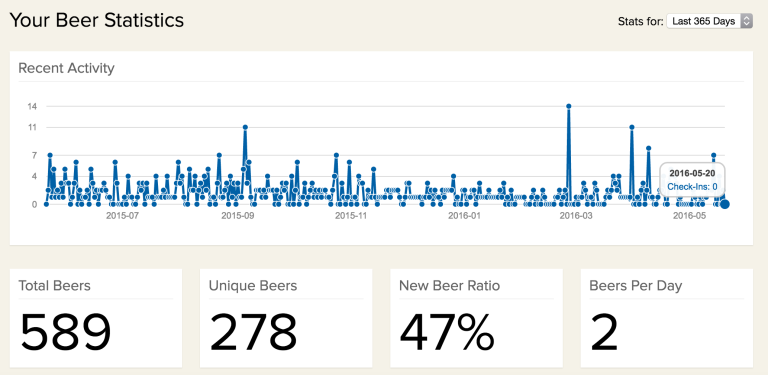 Your Beer Statistics
Stats for: Last 365 Days
Recent Activity
14
11
7
4
0
2015-07
2015-09
2015-11
2016-01
2016-03
2016-05
2016-05-20
Check-Ins: 0
Total Beers
589
Unique Beers
278
New Beer Ratio
47%
Beers Per Day
2